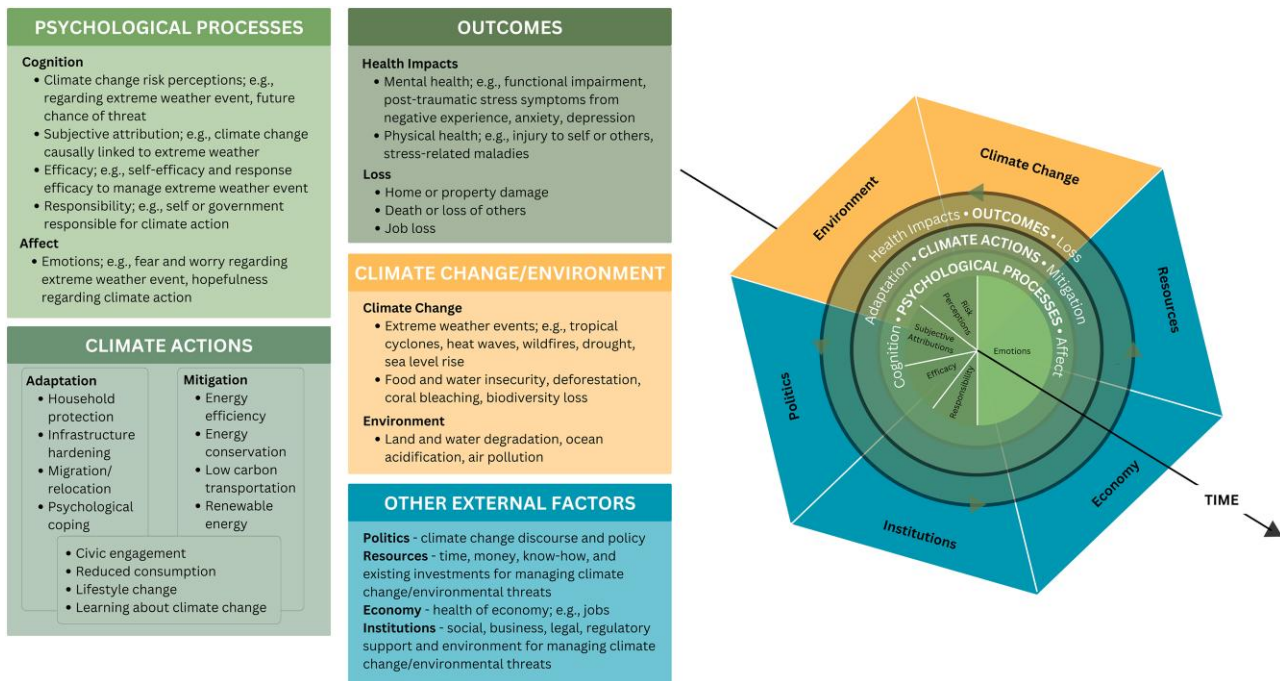 PSYCHOLOGICAL PROCESSES
Cognition
• Climate change risk perceptions; e.g.,
regarding extreme weather event, future
chance of threat
• Subjective attribution; e.g., climate change
causally linked to extreme weather
• Efficacy; e.g., self-efficacy and response
efficacy to manage extreme weather event
• Responsibility; e.g., self or government
responsible for climate action
Affect
• Emotions; e.g., fear and worry regarding
extreme weather event, hopefulness
regarding climate action
CLIMATE ACTIONS
Adaptation
• Household
protection
• Infrastructure
hardening
• Migration/
relocation
• Psychological
coping
Mitigation
• Energy
efficiency
• Energy
conservation
• Low carbon
transportation
• Renewable
energy
• Civic engagement
• Reduced consumption
• Lifestyle change
• Learning about climate change
OUTCOMES
Health Impacts
• Mental health; e.g., functional impairment,
post-traumatic stress symptoms from
negative experience, anxiety, depression
• Physical health; e.g., injury to self or others,
stress-related maladies
Loss
• Home or property damage
• Death or loss of others
• Job loss
CLIMATE CHANGE/ENVIRONMENT
Climate Change
• Extreme weather events; e.g., tropical
cyclones, heat waves, wildfires, drought,
sea level rise
• Food and water insecurity, deforestation,
coral bleaching, biodiversity loss
Environment
• Land and water degradation, ocean
acidification, air pollution
OTHER EXTERNAL FACTORS
Politics - climate change discourse and policy
Resources - time, money, know-how, and
existing investments for managing climate
change/environmental threats
Economy - health of economy; e.g., jobs
Institutions - social, business, legal, regulatory
support and environment for managing climate
change/environmental threats
Climate Change
Environment
Resources
Politics
Economy
Institutions
Health Impacts • OUTCOMES • Loss
Adaptation • CLIMATE ACTIONS • Mitigation
Cognition • PSYCHOLOGICAL PROCESSES • Affect
Risk
Perceptions
Subjective
Attributions
Efficacy
Responsibility
Emotions
TIME